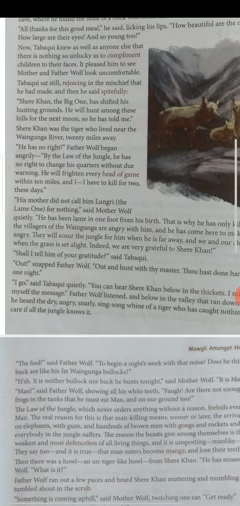 cave, where he found the
"All thanks for this good meal," he said, licking his lips. "How beautiful are the
How large are their eyes! And so young too!"
Now, Tabaqui knew as well as anyone else that
there is nothing so unlucky as to compliment
children to their faces. It pleased him to see
Mother and Father Wolf look uncomfortable.
Tabaqui sat still, rejoicing in the mischief that
he had made, and then he said spitefully:
"Shere Khan, the Big One, has shifted his
hunting grounds. He will hunt among these
hills for the next moon, so he has told me."
Shere Khan was the tiger who lived near the
Waingunga River, twenty miles away.
"He has no right!" Father Wolf began
angrily—"By the Law of the Jungle, he has
no right to change his quarters without due
warning. He will frighten every head of game
within ten miles, and I—I have to kill for two,
these days."
"His mother did not call him Lungri (the
Lame One) for nothing," said Mother Wolf
quietly. "He has been lame in one foot from his birth. That is why he has only
the villagers of the Waingunga are angry with him, and he has come here to
angry. They will scour the jungle for him when he is far away, and we and our
when the grass is set alight. Indeed, we are very grateful to Shere Khan!"
"Shall I tell him of your gratitude?" said Tabaqui.
"Out!" snapped Father Wolf. "Out and hunt with thy master. Thou hast done har
one night."
"I go," said Tabaqui quietly. "You can hear Shere Khan below in the thickets. I
myself the message." Father Wolf listened, and below in the valley that ran down
he heard the dry, angry, snarly, sing-song whine of a tiger who has caught
care if all the jungle knows it.
Mowgli Amongst
"The fool!" said Father Wolf. "To begin a night's work with that noise! Does he
buck are like his fat Waingunga bullocks?"
"H'sh. It is neither bullock nor buck he hunts tonight," said Mother Wolf. "It is
"Man!" said Father Wolf, showing all his white teeth. "Faugh! Are there not
frogs in the tanks that he must eat Man, and on our ground too!"
The Law of the Jungle, which never orders anything without a reason, forbids
Man. The real reason for this is that man-killing means, sooner or later, the
on elephants, with guns, and hundreds of brown men with gongs and rockets and
everybody in the jungle suffers. The reason the beasts give among themselves is
weakest and most defenceless of all living things, and it is unsporting—manlike—
They say too—and it is true—that man-eaters become mangy, and lose their
Then there was a howl—an un-tiger-like howl—from Shere Khan. "He has
Wolf. "What is it?"
Father Wolf ran out a few paces and heard Shere Khan muttering and mumbling
tumbled about in the scrub.
"Something is coming uphill," said Mother Wolf, twitching one ear. "Get ready."